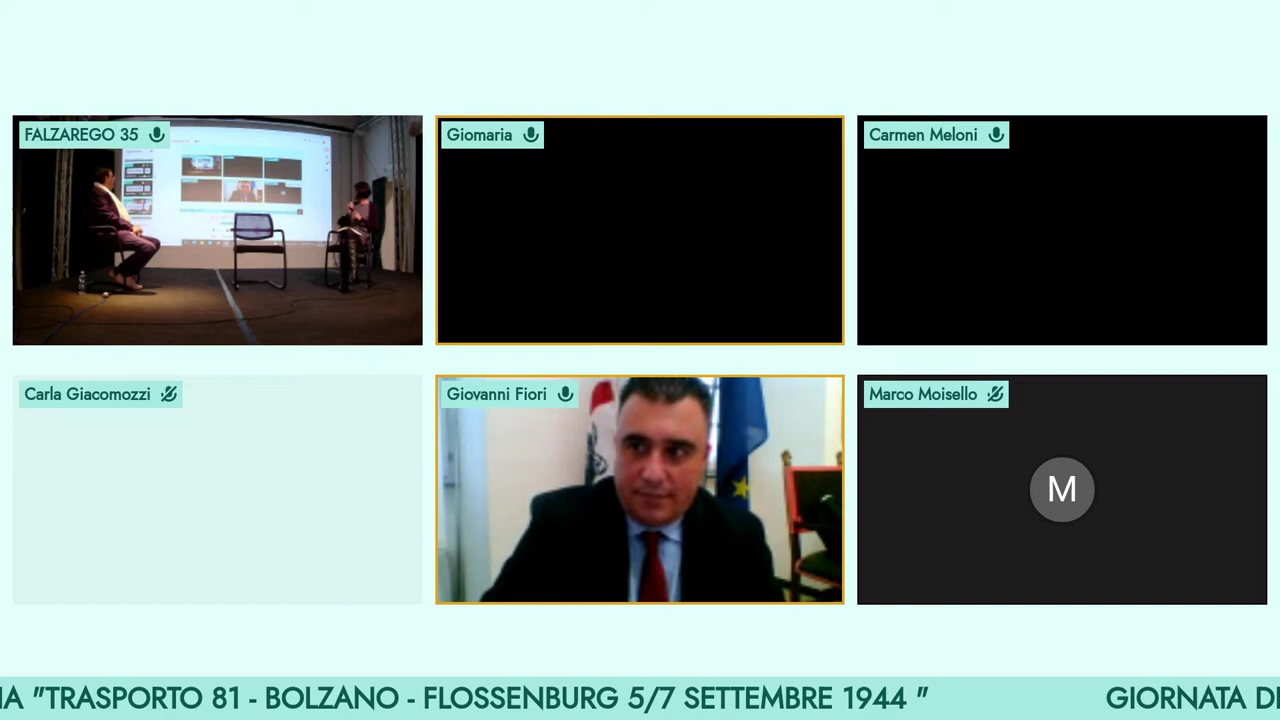 FALZAREGO 35
Giomaria
Carmen Meloni
Carla Giacomozzi
Giovanni Fiori
Marco Moisello
M
"TRASPORTO 81 - BOLZANO - FLOSSENBURG 5/7 SETTEMBRE 1944 " GIORNATA